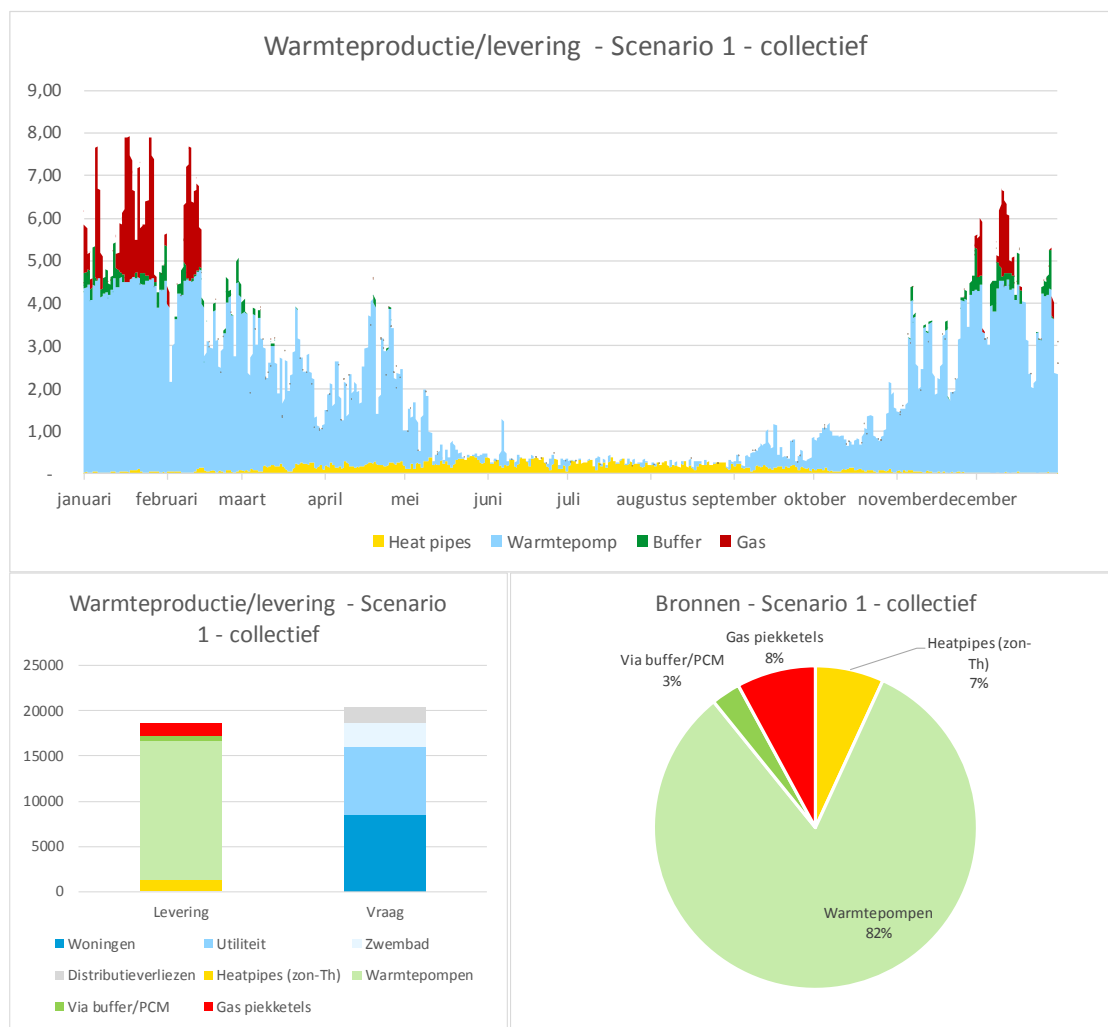 Warmteproductie/levering - Scenario 1 - collectief
9,00
8,00
7,00
6,00
5,00
4,00
3,00
2,00
1,00
-
januari februari maart april mei juni juli augustus september oktober november december
Heat pipes Warmtepomp Buffer Gas
Warmteproductie/levering - Scenario
1 - collectief
25000
20000
15000
10000
5000
0
Levering Vraag
Woningen Utiliteit Zwembad
Distributieverliezen Heatpipes (zon-Th) Warmtepompen
Via buffer/PCM Gas piekketels
Bronnen - Scenario 1 - collectief
Gas piekketels
8%
Heatpipes (zon-
Th)
7%
Via buffer/PCM
3%
Warmtepompen
82%